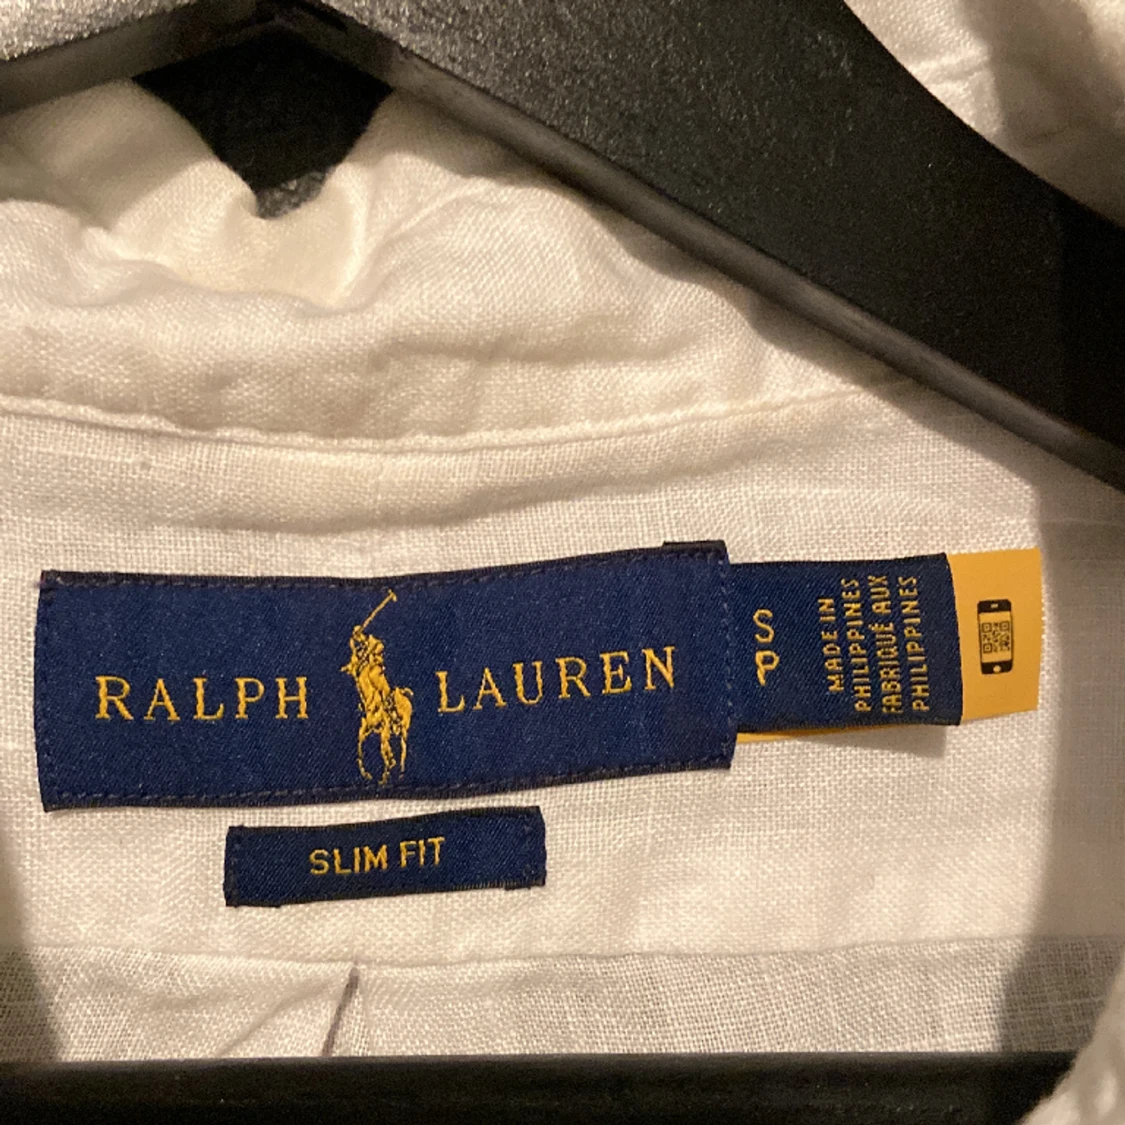 RALPH LAUREN
S
P
MADE IN
PHILIPPINES
FABRIQUÉ AUX
PHILIPPINES
SLIM FIT